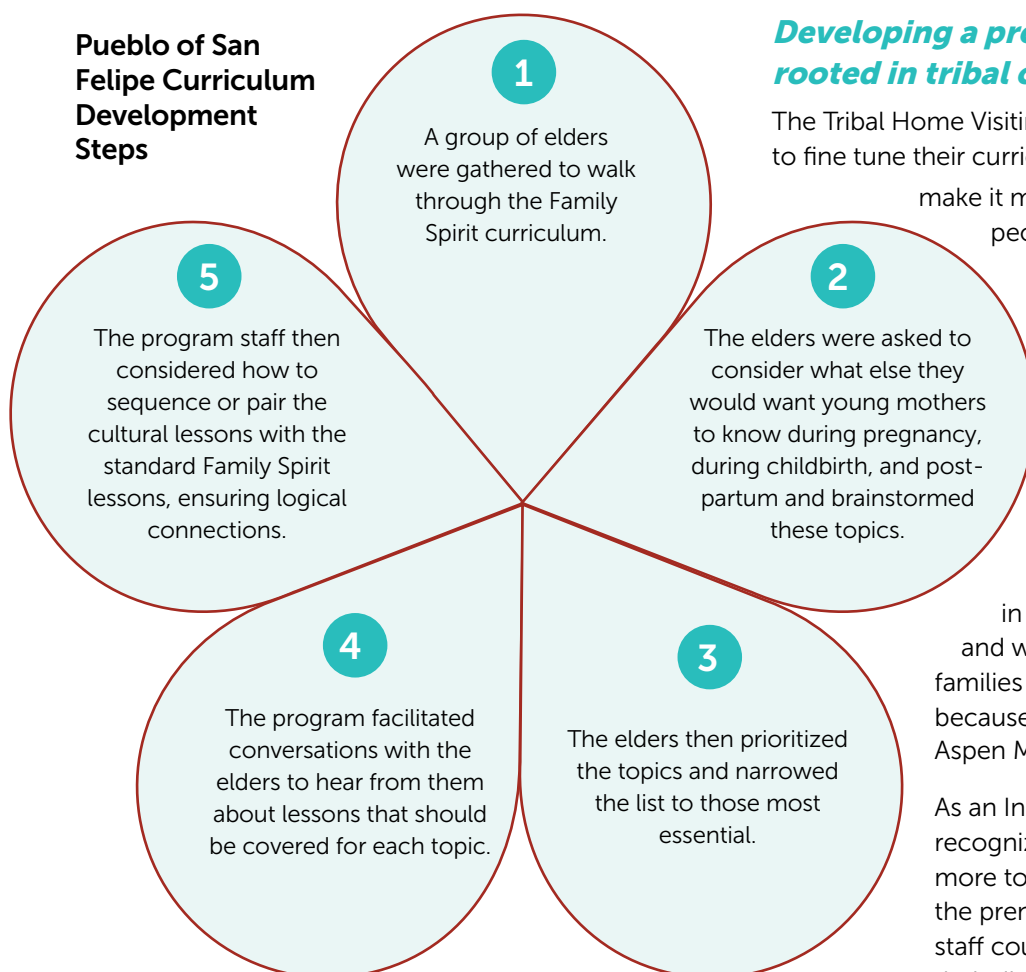 Pueblo of San
Felipe Curriculum
Development
Steps
1
A group of elders
were gathered to walk
through the Family
Spirit curriculum.
2
The elders were asked to
consider what else they
would want young mothers
to know during pregnancy,
during childbirth, and post-
partum and brainstormed
these topics.
3
The elders then prioritized
the topics and narrowed
the list to those most
essential.
4
The program facilitated
conversations with the
elders to hear from them
about lessons that should
be covered for each topic.
5
The program staff then
considered how to
sequence or pair the
cultural lessons with the
standard Family Spirit
lessons, ensuring logical
connections.
Developing a
rooted in tribal
The Tribal Home
to fine tune their
make it
in
and
families
because
Aspen
As an
more to
the
staff